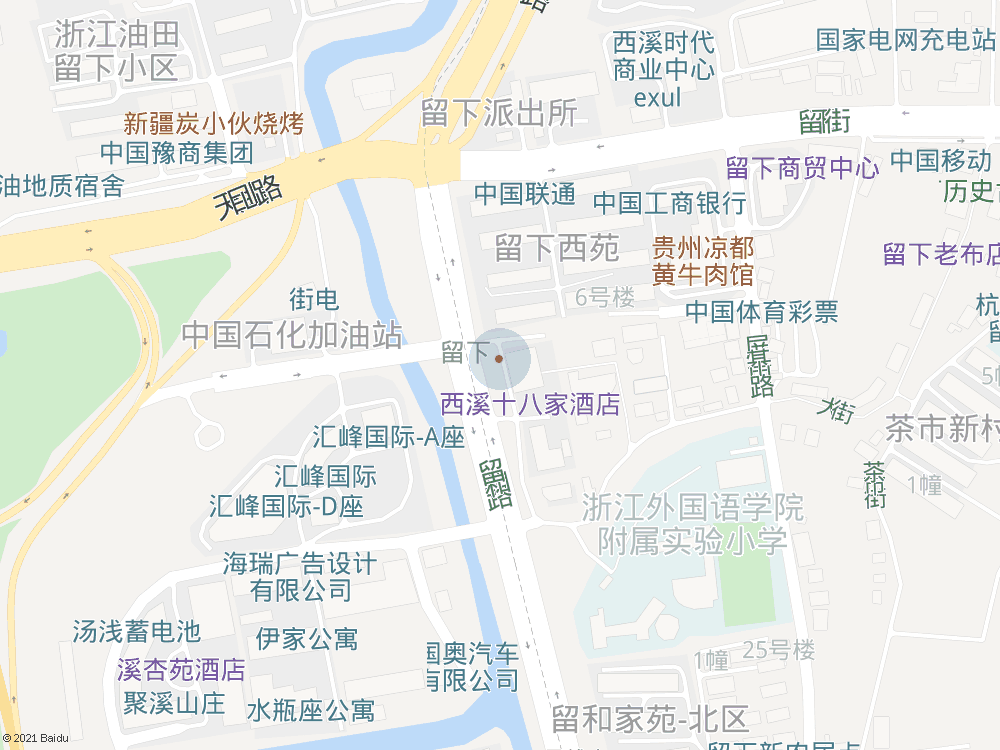 浙江油田
留下小区
西溪时代
商业中心
exul
国家电网充电站
留下派出所
新疆炭小伙烧烤
留街
中国豫商集团
留下商贸中心
中国移动
油地质宿舍
天目山路
中国联通
中国工商银行
历史
留下西苑
贵州凉都
黄牛肉馆
留下老布店
街电
6号楼
中国体育彩票
杭
中国石化加油站
留下
西溪十八家酒店
大街
5幢
茶市新村
汇峰国际-A座
汇峰国际
汇峰国际-D座
留和路
茶市街
1幢
浙江外国语学院
附属实验小学
海瑞广告设计
有限公司
汤浅蓄电池
伊家公寓
国奥汽车
有限公司
25号楼
1幢
溪杏苑酒店
聚溪山庄
水瓶座公寓
留和家苑-北区
© 2021 Baidu